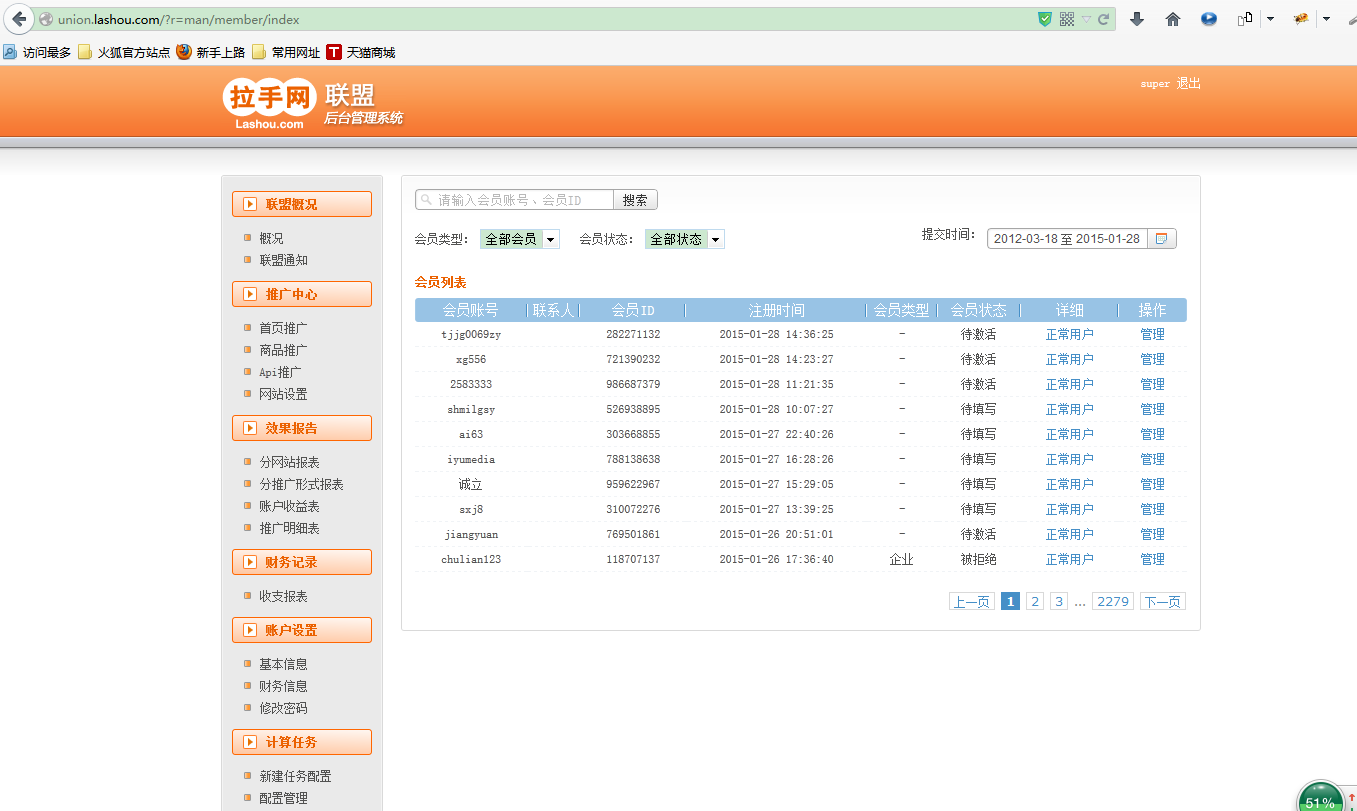 union.lashou.com/?r=man/member/index
访问最多 火狐官方站点 新手上路 常用网址 T 天猫商城
拉手网 联盟
Lashou.com 后台管理系统
super 退出
联盟概况
概况
联盟通知
推广中心
首页推广
商品推广
Api推广
网站设置
效果报告
分网站报表
分推广形式报表
账户收益表
推广明细表
财务记录
收支报表
账户设置
基本信息
财务信息
修改密码
计算任务
新建任务配置
配置管理
请输入会员账号、会员ID 搜索
会员类型: 全部会员 会员状态: 全部状态 提交时间: 2012-03-18 至 2015-01-28
会员列表
会员账号 联系人 会员ID 注册时间 会员类型 会员状态 详细 操作
tjjg0069zy 282271132 2015-01-28 14:36:25 - 待激活 正常用户 管理
xg556 721390232 2015-01-28 14:23:27 - 待激活 正常用户 管理
2583333 986687379 2015-01-28 11:21:35 - 待激活 正常用户 管理
shmilgsy 526938895 2015-01-28 10:07:27 - 待填写 正常用户 管理
ai63 303668855 2015-01-27 22:40:26 - 待填写 正常用户 管理
iyumedia 788138638 2015-01-27 16:28:26 - 待填写 正常用户 管理
诚立 959622967 2015-01-27 15:29:05 - 待填写 正常用户 管理
sxj8 310072276 2015-01-27 13:39:25 - 待填写 正常用户 管理
jiangyuan 769501861 2015-01-26 20:51:01 - 待激活 正常用户 管理
chulian123 118707137 2015-01-26 17:36:40 企业 被拒绝 正常用户 管理
上一页 1 2 3 ... 2279 下一页
51%